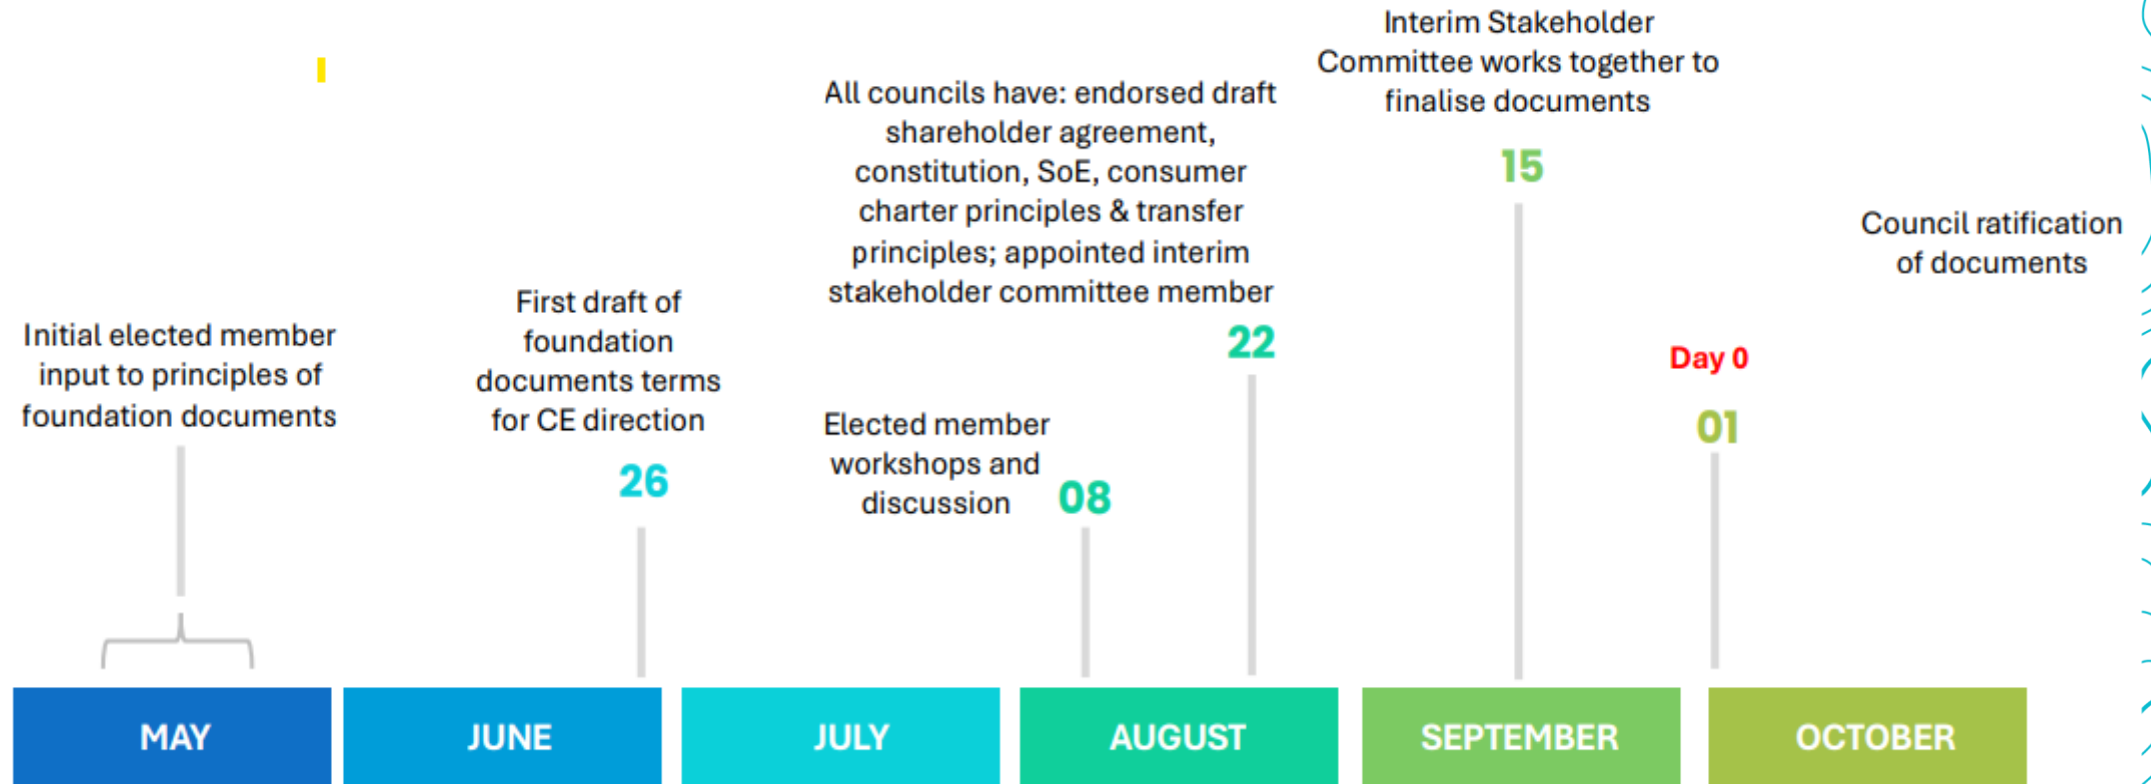 Initial elected member
input to principles of
foundation documents
First draft of
foundation
documents terms
for CE direction
26
Elected member
workshops and
discussion
08
All councils have: endorsed draft
shareholder agreement,
constitution, SoE, consumer
charter principles & transfer
principles; appointed interim
stakeholder committee member
22
Interim Stakeholder
Committee works together to
finalise documents
15
Day 0
01
Council ratification
of documents
MAY
JUNE
JULY
AUGUST
SEPTEMBER
OCTOBER